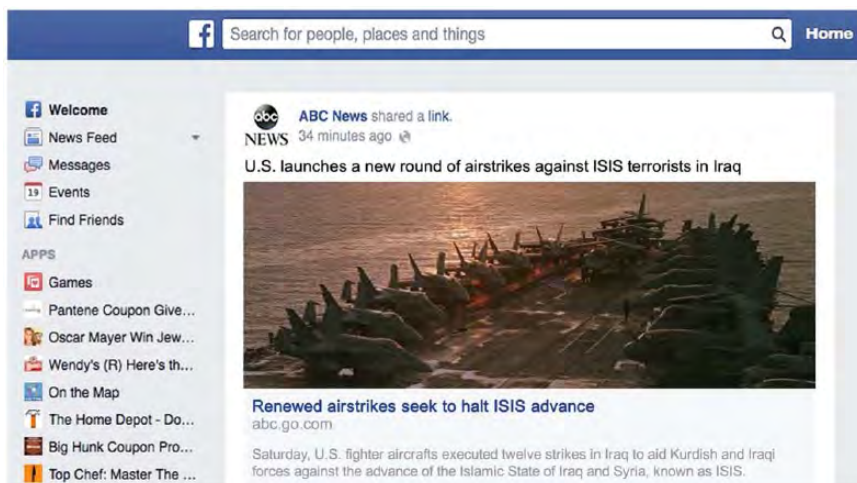 f Search for people, places and things Home
Welcome
News Feed
Messages
19 Events
Find Friends
APPS
Games
Pantene Coupon Give...
Oscar Mayer Win Jew...
Wendy's (R) Here's th...
On the Map
The Home Depot - Do...
Big Hunk Coupon Pro...
Top Chef: Master The ...
abc NEWS
ABC News shared a link.
34 minutes ago
U.S. launches a new round of airstrikes against ISIS terrorists in Iraq
Renewed airstrikes seek to halt ISIS advance
abc.go.com
Saturday, U.S. fighter aircrafts executed twelve strikes in Iraq to aid Kurdish and Iraqi
forces against the advance of the Islamic State of Iraq and Syria, known as ISIS.